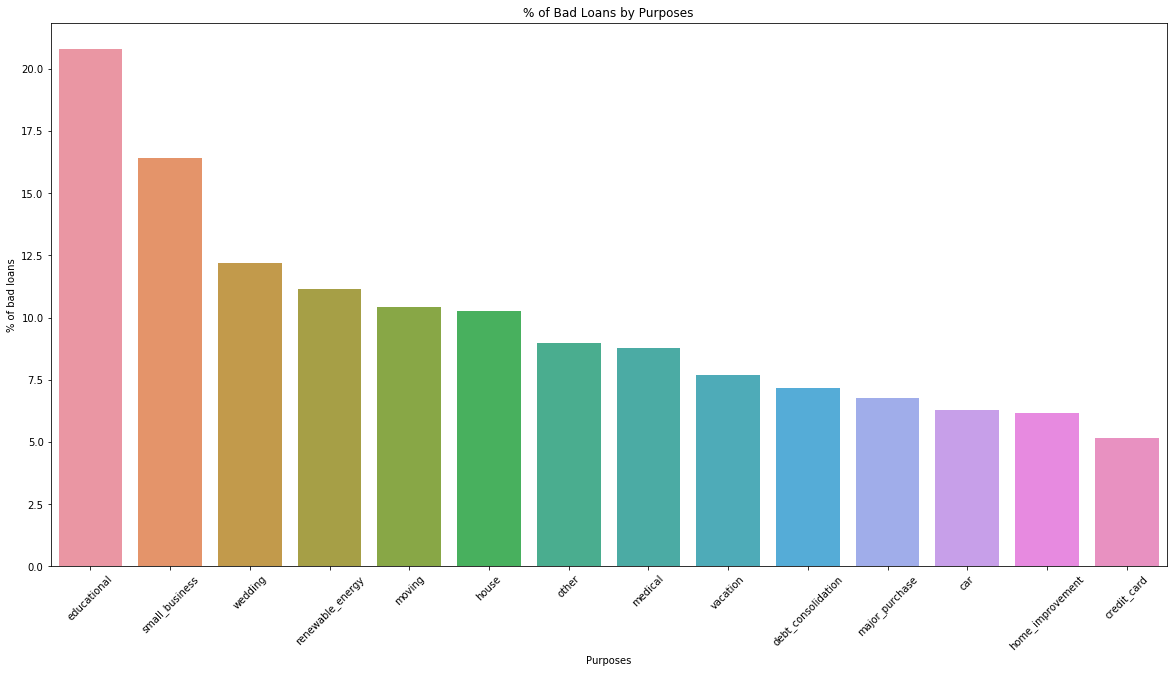 % of Bad Loans by Purposes
% of bad loans
20.0
17.5
15.0
12.5
10.0
7.5
5.0
2.5
0.0
educational
small_business
wedding
renewable_energy
moving
house
other
medical
vacation
debt_consolidation
major_purchase
car
home_improvement
credit_card
Purposes